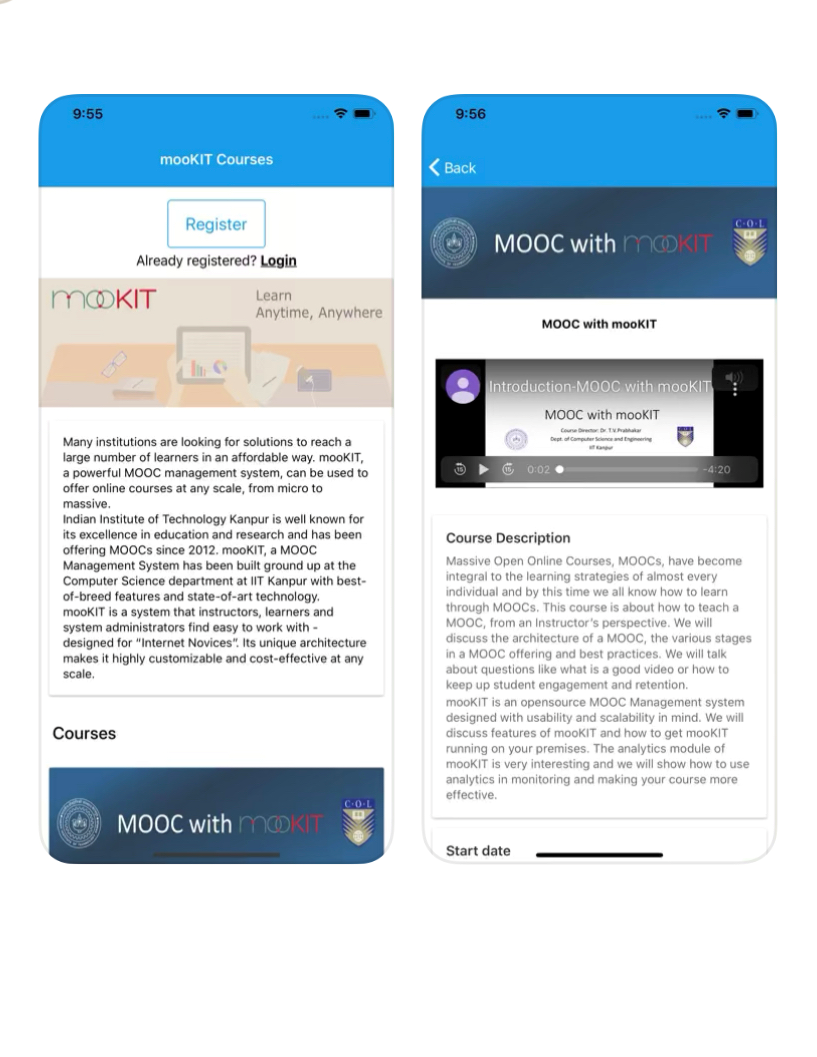 9:55
mooKIT Courses
Register
Already registered? Login
mooKIT
Learn
Anytime, Anywhere
Many institutions are looking for solutions to reach a
large number of learners in an affordable way. mooKIT,
a powerful MOOC management system, can be used to
offer online courses at any scale, from micro to
massive.
Indian Institute of Technology Kanpur is well known for
its excellence in education and research and has been
offering MOOCs since 2012. mooKIT, a MOOC
Management System has been built ground up at the
Computer Science department at IIT Kanpur with best-
of-breed features and state-of-art technology.
mooKIT is a system that instructors, learners and
system administrators find easy to work with -
designed for “Internet Novices”. Its unique architecture
makes it highly customizable and cost-effective at any
scale.
Courses
MOOC with mooKIT
C·O·L
9:56
Back
MOOC with mooKIT
C·O·L
MOOC with mooKIT
Introduction-MOOC with mooKIT
MOOC with mooKIT
Course Director: Dr. T.V.Prabhakar
Dept. of Computer Science and Engineering
IIT Kanpur
15
15
0:02
-4:20
Course Description
Massive Open Online Courses, MOOCs, have become
integral to the learning strategies of almost every
individual and by this time we all know how to learn
through MOOCs. This course is about how to teach a
MOOC, from an Instructor’s perspective. We will
discuss the architecture of a MOOC, the various stages
in a MOOC offering and best practices. We will talk
about questions like what is a good video or how to
keep up student engagement and retention.
mooKIT is an opensource MOOC Management system
designed with usability and scalability in mind. We will
discuss features of mooKIT and how to get mooKIT
running on your premises. The analytics module of
mooKIT is very interesting and we will show how to use
analytics in monitoring and making your course more
effective.
Start date